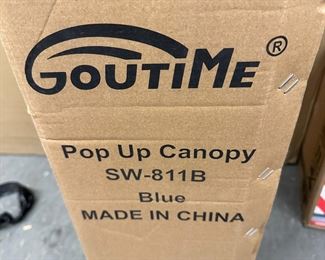 GOUTIME®
Pop Up Canopy
SW-811B
Blue
MADE IN CHINA